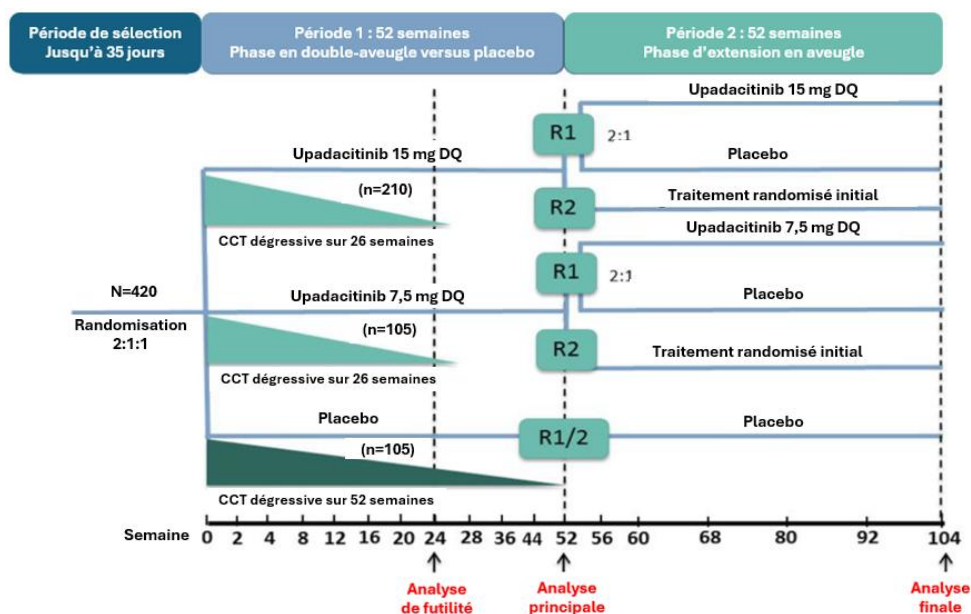 Période de sélection
Jusqu'à 35 jours
Période 1 : 52 semaines
Phase en double-aveugle versus placebo
Période 2 : 52 semaines
Phase d'extension en aveugle
Upadacitinib 15 mg DQ
R1
2:1
Upadacitinib 15 mg DQ
Placebo
(n=210)
R2
Traitement randomisé initial
CCT dégressive sur 26 semaines
Upadacitinib 7,5 mg DQ
R1
2:1
N=420
Upadacitinib 7,5 mg DQ
Placebo
Randomisation
2:1:1
(n=105)
R2
Traitement randomisé initial
CCT dégressive sur 26 semaines
Placebo
R1/2
Placebo
(n=105)
CCT dégressive sur 52 semaines
Semaine 0 2 4 8 12 16 20 24 28 36 44 52 56 60 68 80 92 104
Analyse
de futilité
Analyse
principale
Analyse
finale